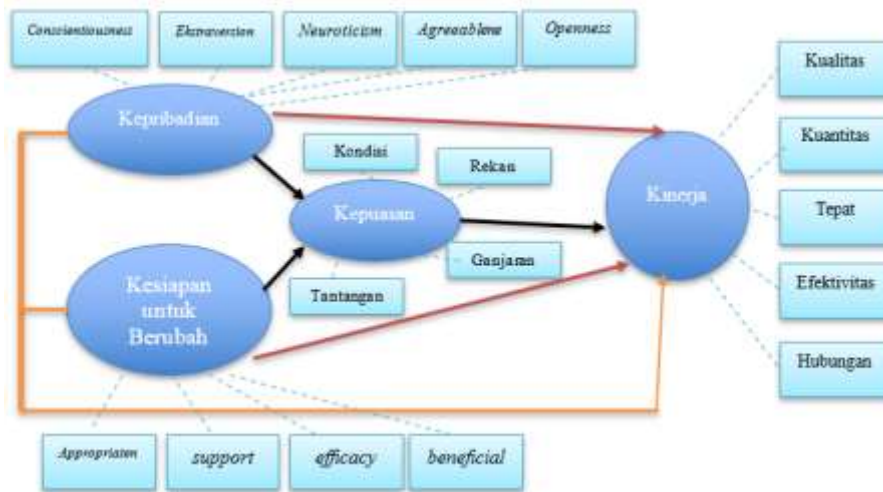 Conscientiousness
Ekstraversion
Neuroticism
Agreeablene
Openness
Kualitas
Kepribadian
Kondisi
Rekan
Kuantitas
Kepuasan
Kinerja
Tepat
Ganjaran
Tantangan
Kesiapan
untuk
Berubah
Efektivitas
Hubungan
Appropriaten
support
efficacy
beneficial